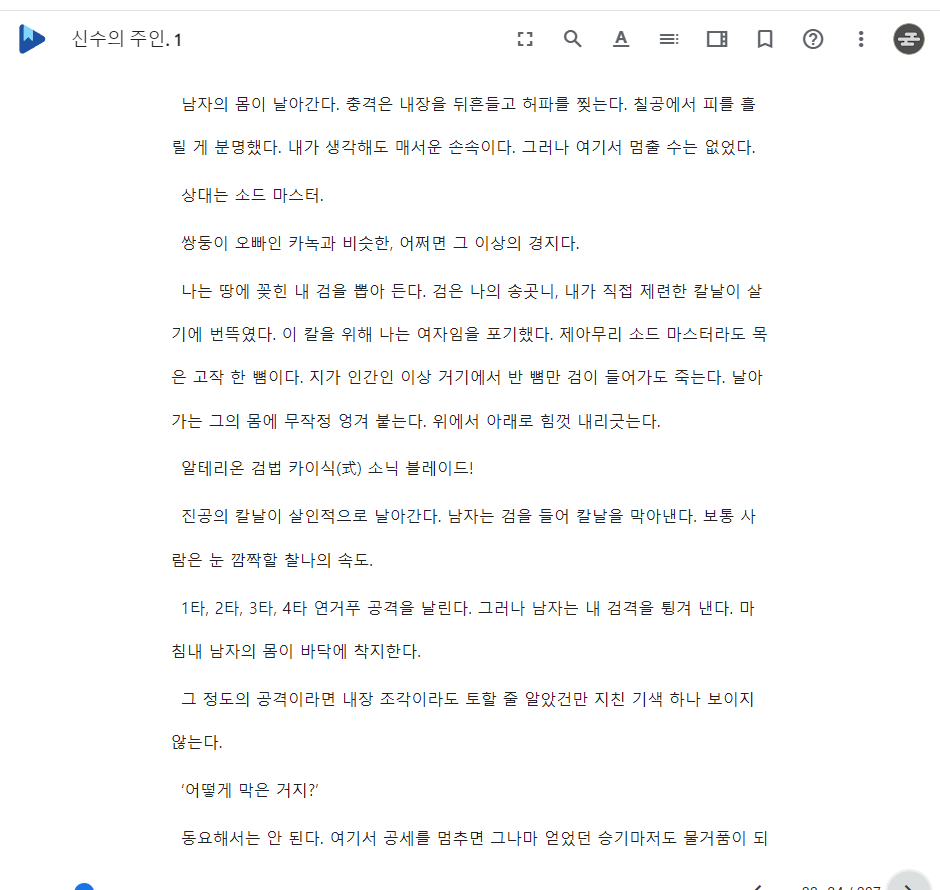 신수의 주인. 1
남자의 몸이 날아간다. 충격은 내장을 뒤흔들고 허파를 찢는다. 칠공에서 피를 흘
릴 게 분명했다. 내가 생각해도 매서운 손속이다. 그러나 여기서 멈출 수는 없었다.
상대는 소드 마스터.
쌍둥이 오빠인 카녹과 비슷한, 어쩌면 그 이상의 경지다.
나는 땅에 꽂힌 내 검을 뽑아 든다. 검은 나의 송곳니, 내가 직접 제련한 칼날이 살
기에 번뜩였다. 이 칼을 위해 나는 여자임을 포기했다. 제아무리 소드 마스터라도 목
은 고작 한 뼘이다. 지가 인간인 이상 거기에서 반 뼘만 검이 들어가도 죽는다. 날아
가는 그의 몸에 무작정 엉겨 붙는다. 위에서 아래로 힘껏 내리긋는다.
알테리온 검법 카이식(式) 소닉 블레이드!
진공의 칼날이 살인적으로 날아간다. 남자는 검을 들어 칼날을 막아낸다. 보통 사
람은 눈 깜짝할 찰나의 속도.
1타, 2타, 3타, 4타 연거푸 공격을 날린다. 그러나 남자는 내 검격을 튕겨 낸다. 마
침내 남자의 몸이 바닥에 착지한다.
그 정도의 공격이라면 내장 조각이라도 토할 줄 알았건만 지친 기색 하나 보이지
않는다.
‘어떻게 막은 거지?’
동요해서는 안 된다. 여기서 공세를 멈추면 그나마 얻었던 승기마저도 물거품이 되